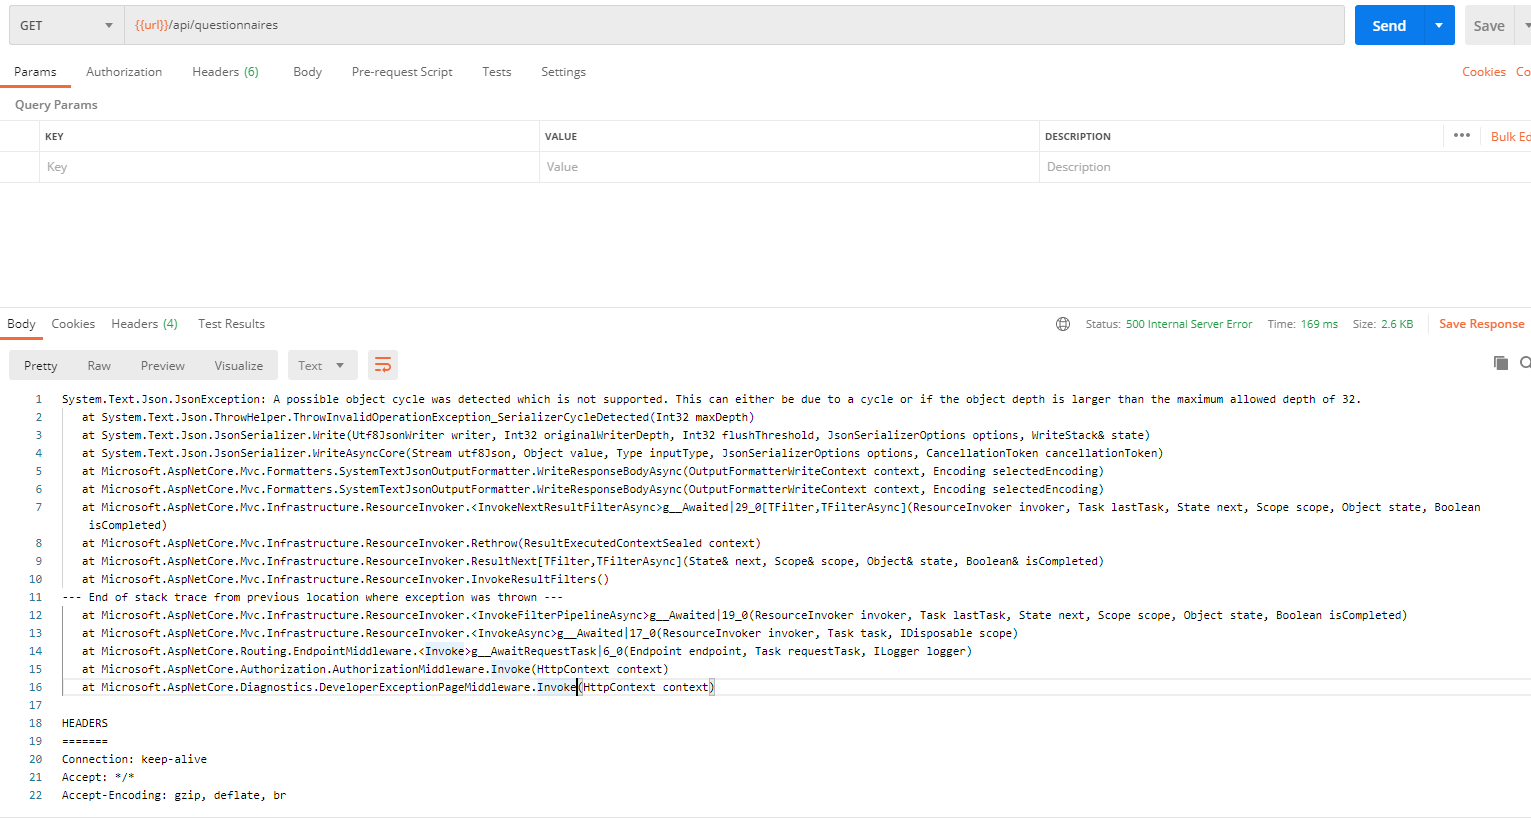 GET {{url}}/api/questionnaires Send Save
Params Authorization Headers (6) Body Pre-request Script Tests Settings Cookies Co
Query Params
KEY VALUE DESCRIPTION ••• Bulk Ed
Key Value Description
Body Cookies Headers (4) Test Results Status: 500 Internal Server Error Time: 169 ms Size: 2.6 KB Save Response
Pretty Raw Preview Visualize Text
1 System.Text.Json.JsonException: A possible object cycle was detected which is not supported. This can either be due to a cycle or if the object depth is larger than the maximum allowed depth of 32.
2 at System.Text.Json.ThrowHelper.ThrowInvalidOperationException_SerializerCycleDetected(Int32 maxDepth)
3 at System.Text.Json.JsonSerializer.Write(Utf8JsonWriter writer, Int32 originalWriterDepth, Int32 flushThreshold, JsonSerializerOptions options, WriteStack& state)
4 at System.Text.Json.JsonSerializer.WriteAsyncCore(Stream utf8Json, Object value, Type inputType, JsonSerializerOptions options, CancellationToken cancellationToken)
5 at Microsoft.AspNetCore.Mvc.Formatters.SystemTextJsonOutputFormatter.WriteResponseBodyAsync(OutputFormatterWriteContext context, Encoding selectedEncoding)
6 at Microsoft.AspNetCore.Mvc.Formatters.SystemTextJsonOutputFormatter.WriteResponseBodyAsync(OutputFormatterWriteContext context, Encoding selectedEncoding)
7 at Microsoft.AspNetCore.Mvc.Infrastructure.ResourceInvoker.<InvokeNextResultFilterAsync>g__Awaited|29_0[TFilter,TFilterAsync](ResourceInvoker invoker, Task lastTask, State next, Scope scope, Object state, Boolean
isCompleted)
8 at Microsoft.AspNetCore.Mvc.Infrastructure.ResourceInvoker.Rethrow(ResultExecutedContextSealed context)
9 at Microsoft.AspNetCore.Mvc.Infrastructure.ResourceInvoker.ResultNext[TFilter,TFilterAsync](State& next, Scope& scope, Object& state, Boolean& isCompleted)
10 at Microsoft.AspNetCore.Mvc.Infrastructure.ResourceInvoker.InvokeResultFilters()
11 --- End of stack trace from previous location where exception was thrown ---
12 at Microsoft.AspNetCore.Mvc.Infrastructure.ResourceInvoker.<InvokeFilterPipelineAsync>g__Awaited|19_0(ResourceInvoker invoker, Task lastTask, State next, Scope scope, Object state, Boolean isCompleted)
13 at Microsoft.AspNetCore.Mvc.Infrastructure.ResourceInvoker.<InvokeAsync>g__Awaited|17_0(ResourceInvoker invoker, Task task, IDisposable scope)
14 at Microsoft.AspNetCore.Routing.EndpointMiddleware.<Invoke>g__AwaitRequestTask|6_0(Endpoint endpoint, Task requestTask, ILogger logger)
15 at Microsoft.AspNetCore.Authorization.AuthorizationMiddleware.Invoke(HttpContext context)
16 at Microsoft.AspNetCore.Diagnostics.DeveloperExceptionPageMiddleware.Invoke(HttpContext context)
17
18 HEADERS
19 =======
20 Connection: keep-alive
21 Accept: */*
22 Accept-Encoding: gzip, deflate, br